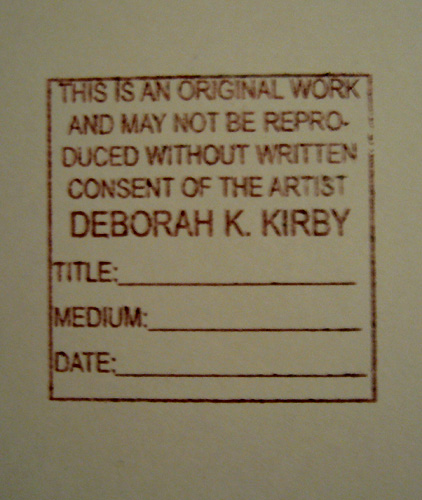 THIS IS AN ORIGINAL WORK
AND MAY NOT BE REPRO-
DUCED WITHOUT WRITTEN
CONSENT OF THE ARTIST
DEBORAH K. KIRBY
TITLE:
MEDIUM:
DATE: